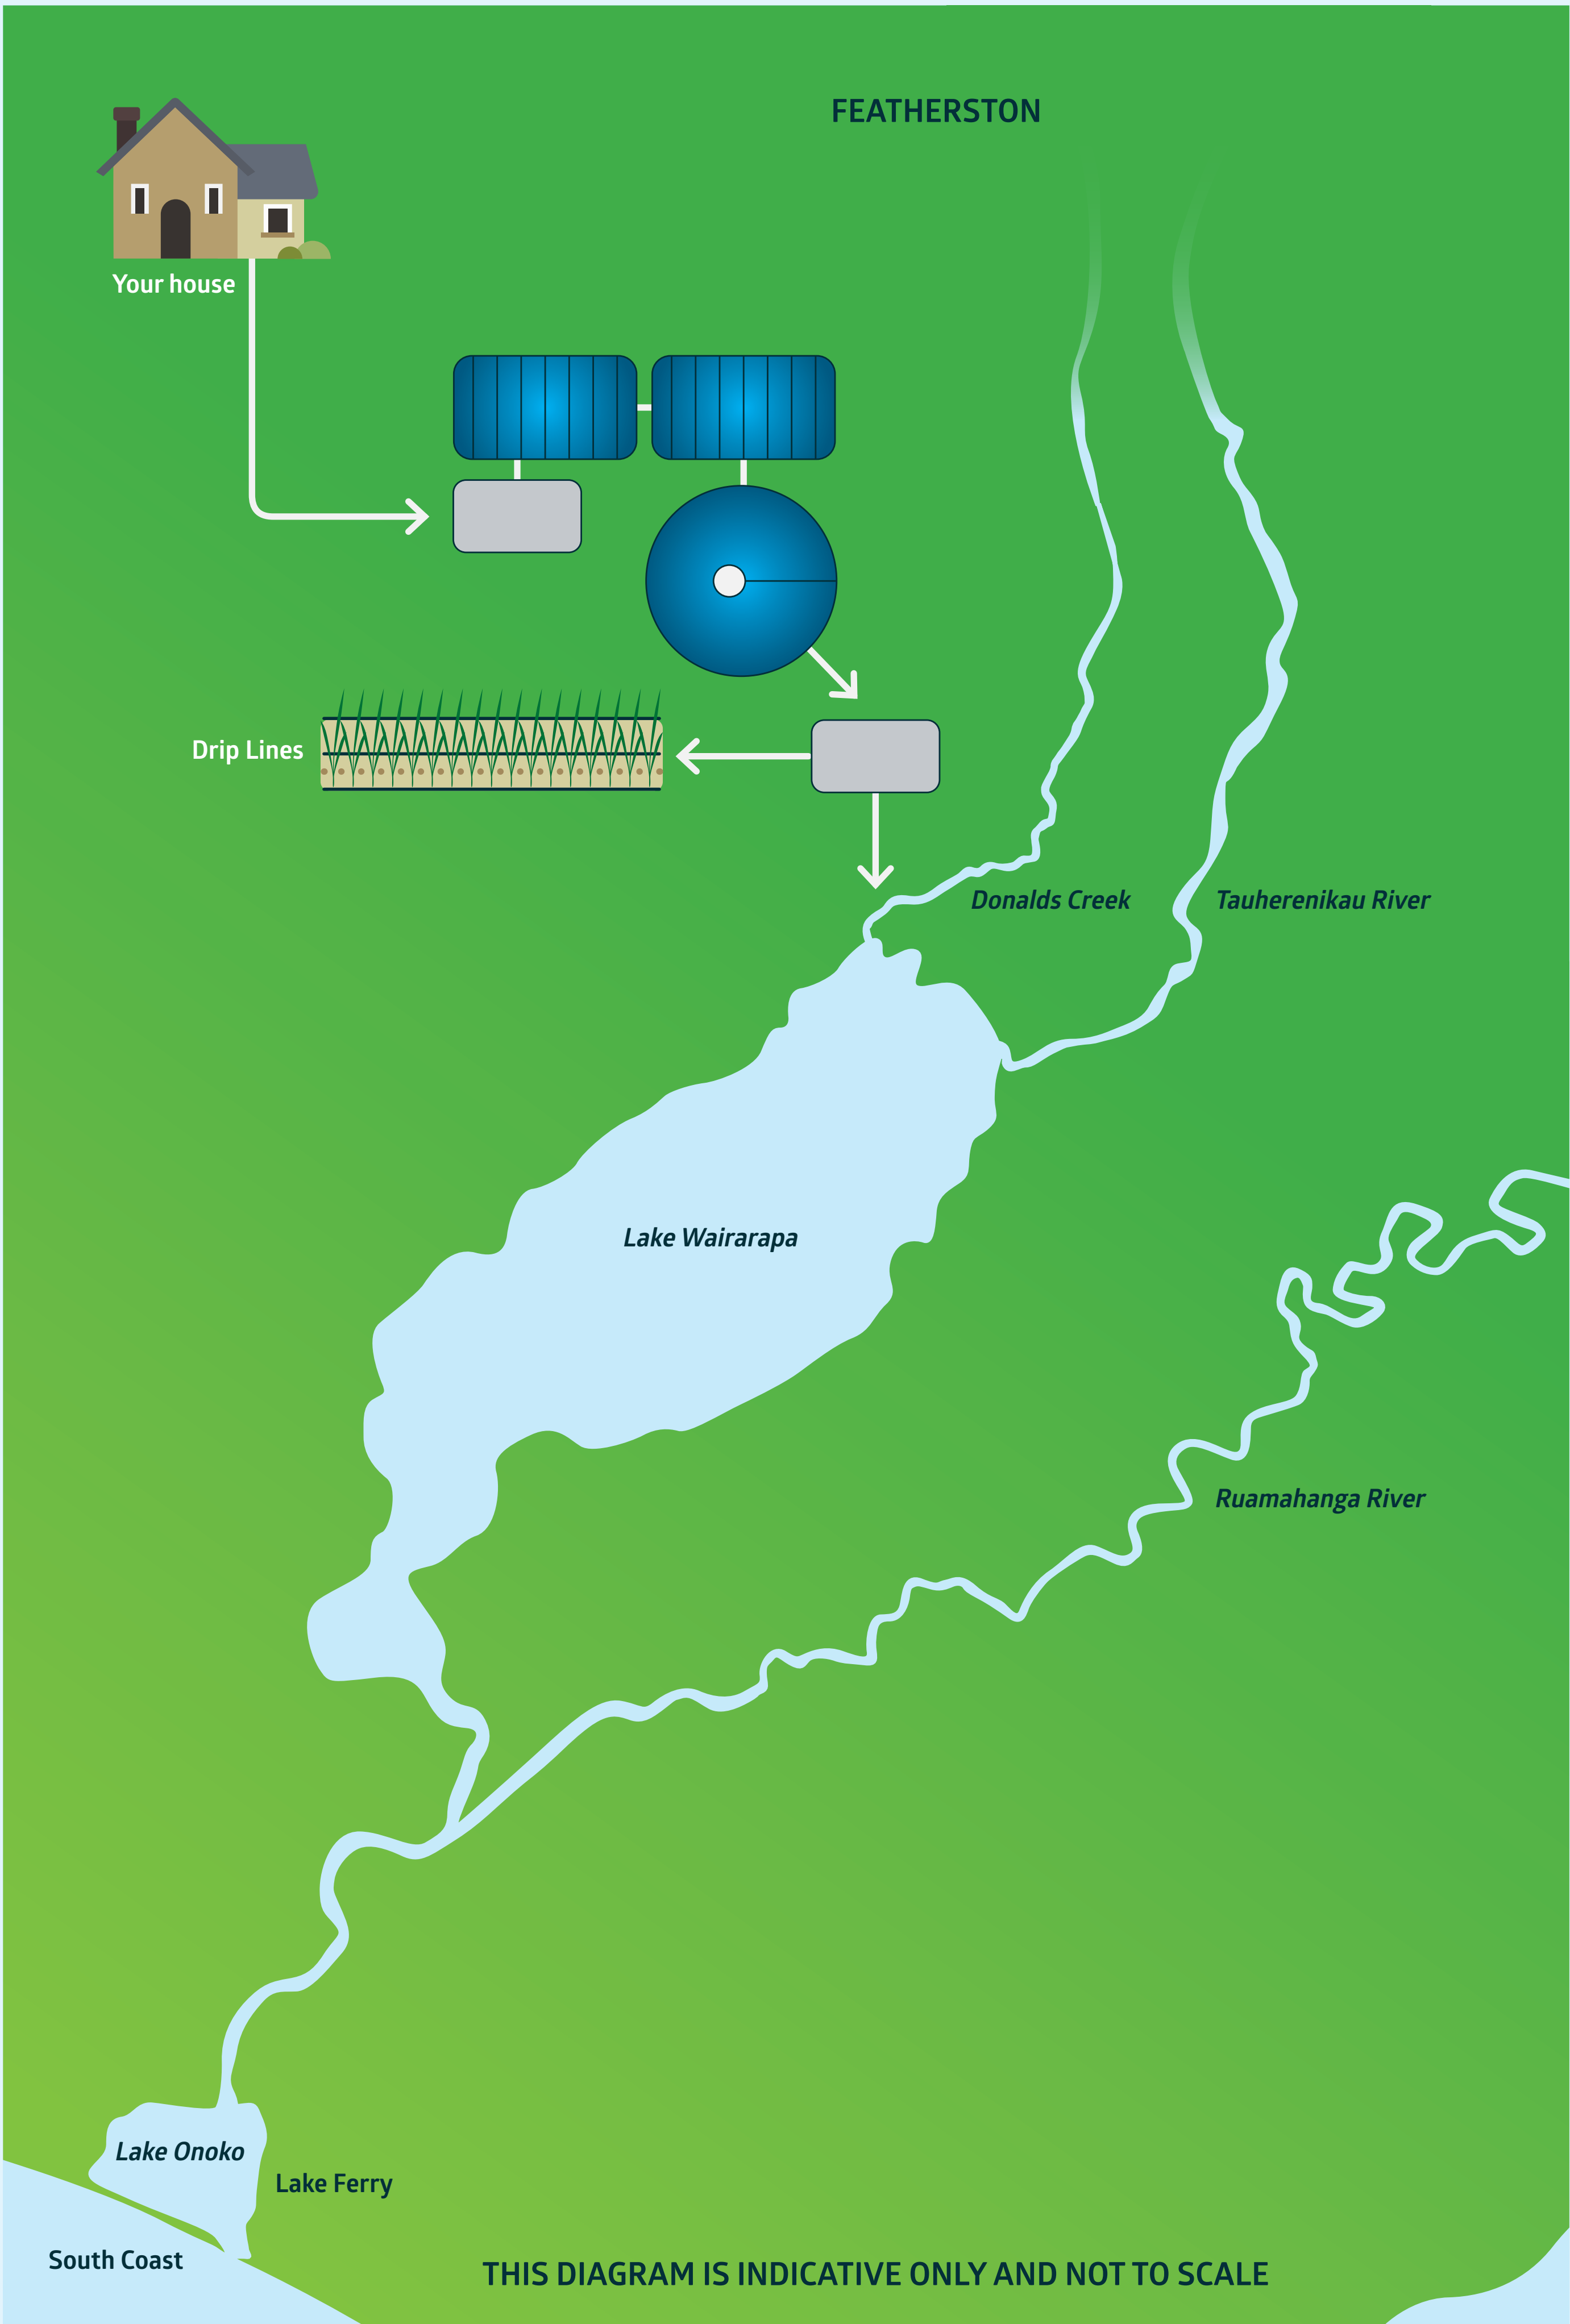 FEATHERSTON
Your house
Drip Lines
Donalds Creek
Tauherenikau River
Lake Wairarapa
Ruamahanga River
Lake Onoko
Lake Ferry
South Coast
THIS DIAGRAM IS INDICATIVE ONLY AND NOT TO SCALE